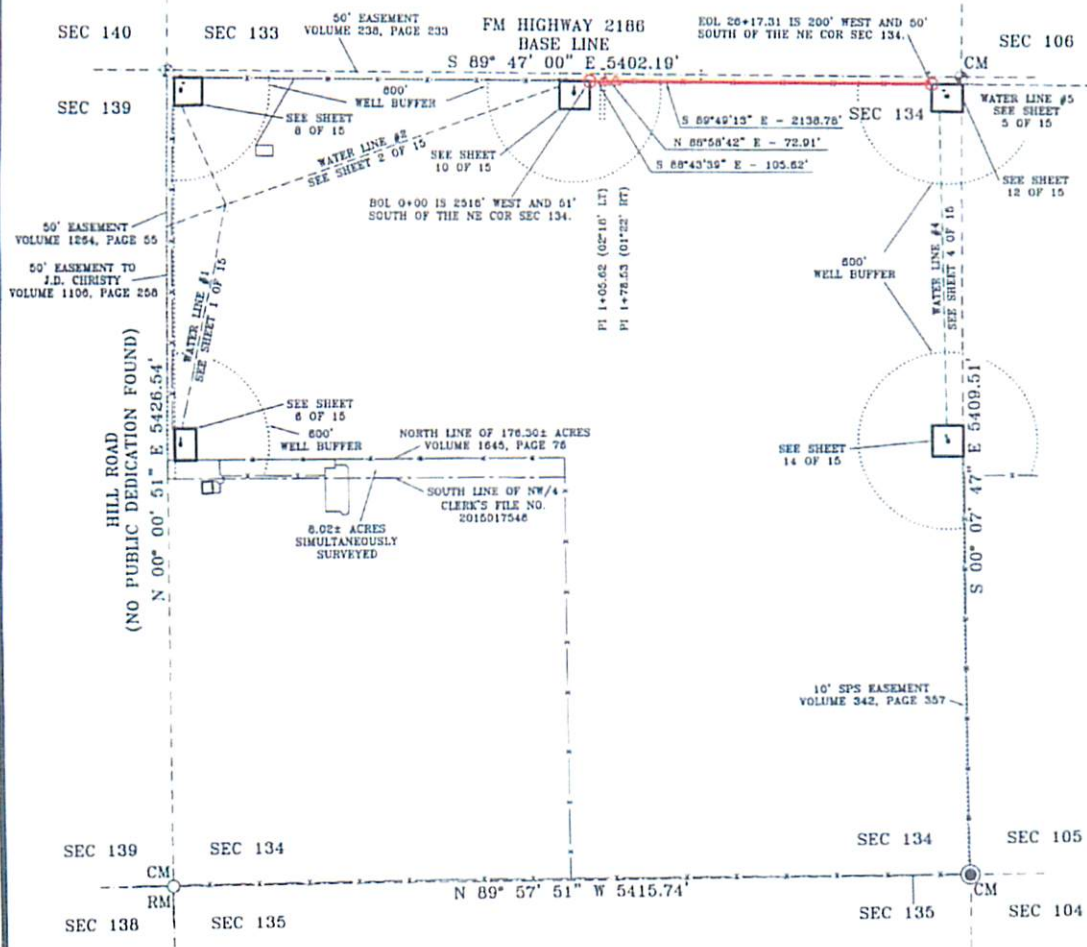 SEC 140
SEC 133
50' EASEMENT
VOLUME 238, PAGE 233
FM HIGHWAY 2186
BASE LINE
S 89° 47' 00" E 5402.19'
EOL 26+17.31 IS 200' WEST AND 50'
SOUTH OF THE NE COR SEC 134.
SEC 106
CM
SEC 139
600'
WELL BUFFER
SEE SHEET
8 OF 15
WATER LINE #2
SEE SHEET 2 OF 15
SEE SHEET
10 OF 15
SEC 134
WATER LINE #5
SEE SHEET
5 OF 15
S 89°49'13" E - 2138.78'
N 88°58'42" E - 72.91'
S 88°43'39" E - 105.62'
SEE SHEET
12 OF 15
BOL 0+00 IS 2516' WEST AND 51'
SOUTH OF THE NE COR SEC 134.
PI 1+05.62 (02°18' LT)
PI 1+78.53 (01°22' RT)
50' EASEMENT
VOLUME 1264, PAGE 55
50' EASEMENT TO
J.D. CHRISTY
VOLUME 1106, PAGE 258
WATER LINE #1
SEE SHEET 1 OF 15
600'
WELL BUFFER
WATER LINE #4
SEE SHEET 4 OF 15
HILL ROAD
(NO PUBLIC DEDICATION FOUND)
N 00° 00' 51" E 5426.54'
SEE SHEET
6 OF 15
600'
WELL BUFFER
NORTH LINE OF 176.30± ACRES
VOLUME 1645, PAGE 76
SOUTH LINE OF NW/4
CLERK'S FILE NO.
2015017546
8.02± ACRES
SIMULTANEOUSLY
SURVEYED
SEE SHEET
14 OF 15
S 00° 07' 47" E 5409.51'
10' SPS EASEMENT
VOLUME 342, PAGE 357
SEC 139
SEC 134
SEC 134
SEC 105
CM
RM
N 89° 57' 51" W 5415.74'
CM
SEC 138
SEC 135
SEC 135
SEC 104